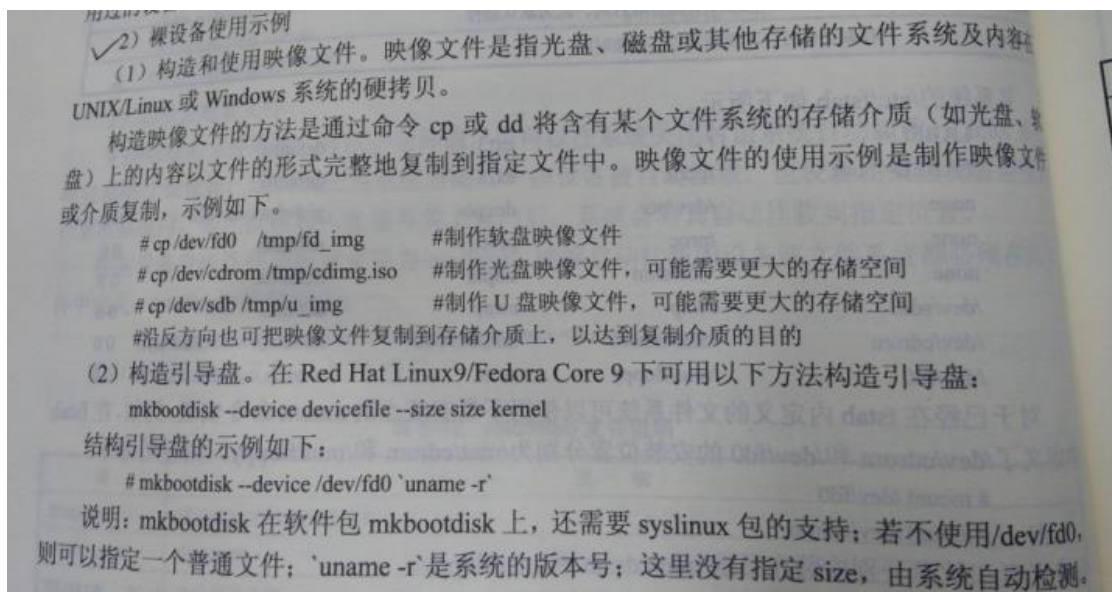 2）裸设备使用示例
（1）构造和使用映像文件。映像文件是指光盘、磁盘或其他存储的文件系统及内容在
UNIX/Linux 或 Windows 系统的硬拷贝。
构造映像文件的方法是通过命令 cp 或 dd 将含有某个文件系统的存储介质（如光盘、软
盘）上的内容以文件的形式完整地复制到指定文件中。映像文件的使用示例是制作映像文件
或介质复制，示例如下。
# cp /dev/fd0 /tmp/fd_img #制作软盘映像文件
# cp /dev/cdrom /tmp/cdimg.iso #制作光盘映像文件，可能需要更大的存储空间
# cp /dev/sdb /tmp/u_img #制作 U 盘映像文件，可能需要更大的存储空间
#沿反方向也可把映像文件复制到存储介质上，以达到复制介质的目的
（2）构造引导盘。在 Red Hat Linux9/Fedora Core 9 下可用以下方法构造引导盘：
mkbootdisk --device devicefile --size size kernel
结构引导盘的示例如下：
# mkbootdisk --device /dev/fd0 `uname -r`
说明：mkbootdisk 在软件包 mkbootdisk 上，还需要 syslinux 包的支持；若不使用/dev/fd0，
则可以指定一个普通文件；`uname -r`是系统的版本号；这里没有指定 size，由系统自动检测。